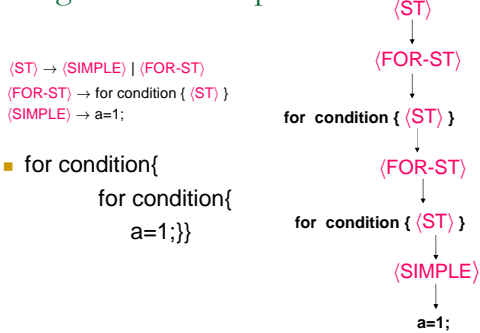 ⟨ST⟩ → ⟨SIMPLE⟩ | ⟨FOR-ST⟩
⟨FOR-ST⟩ → for condition { ⟨ST⟩ }
⟨SIMPLE⟩ → a=1;
for condition{
for condition{
a=1;}}
⟨ST⟩
⟨FOR-ST⟩
for condition { ⟨ST⟩ }
⟨FOR-ST⟩
for condition { ⟨ST⟩ }
⟨SIMPLE⟩
a=1;